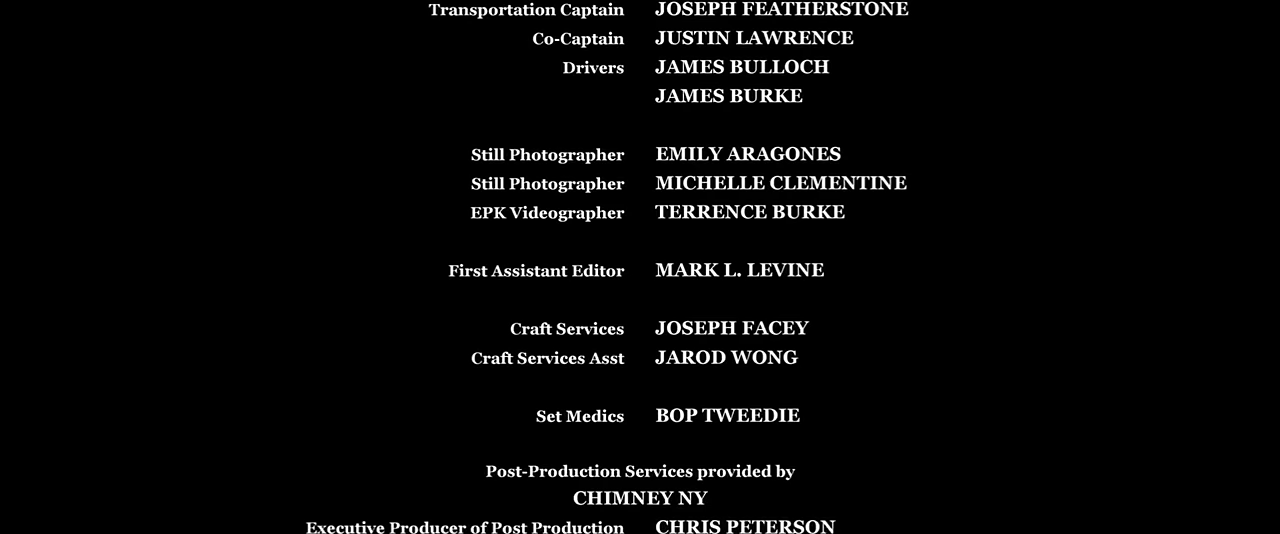 Transportation Captain JOSEPH FEATHERSTONE
Co-Captain JUSTIN LAWRENCE
Drivers JAMES BULLOCH
JAMES BURKE
Still Photographer EMILY ARAGONES
Still Photographer MICHELLE CLEMENTINE
EPK Videographer TERRENCE BURKE
First Assistant Editor MARK L. LEVINE
Craft Services JOSEPH FACEY
Craft Services Asst JAROD WONG
Set Medics BOP TWEEDIE
Post-Production Services provided by
CHIMNEY NY
Executive Producer of Post Production CHRIS PETERSON